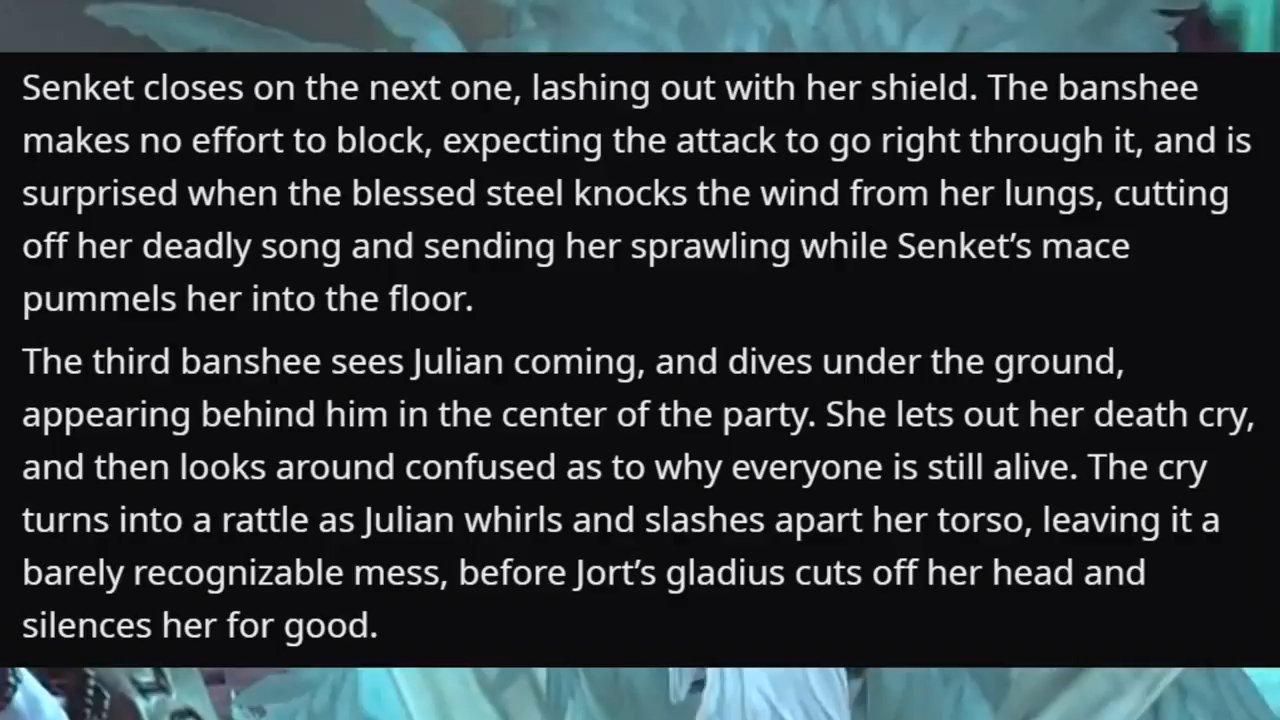 Senket closes on the next one, lashing out with her shield. The banshee
makes no effort to block, expecting the attack to go right through it, and is
surprised when the blessed steel knocks the wind from her lungs, cutting
off her deadly song and sending her sprawling while Senket’s mace
pummels her into the floor.
The third banshee sees Julian coming, and dives under the ground,
appearing behind him in the center of the party. She lets out her death cry,
and then looks around confused as to why everyone is still alive. The cry
turns into a rattle as Julian whirls and slashes apart her torso, leaving it a
barely recognizable mess, before Jort’s gladius cuts off her head and
silences her for good.